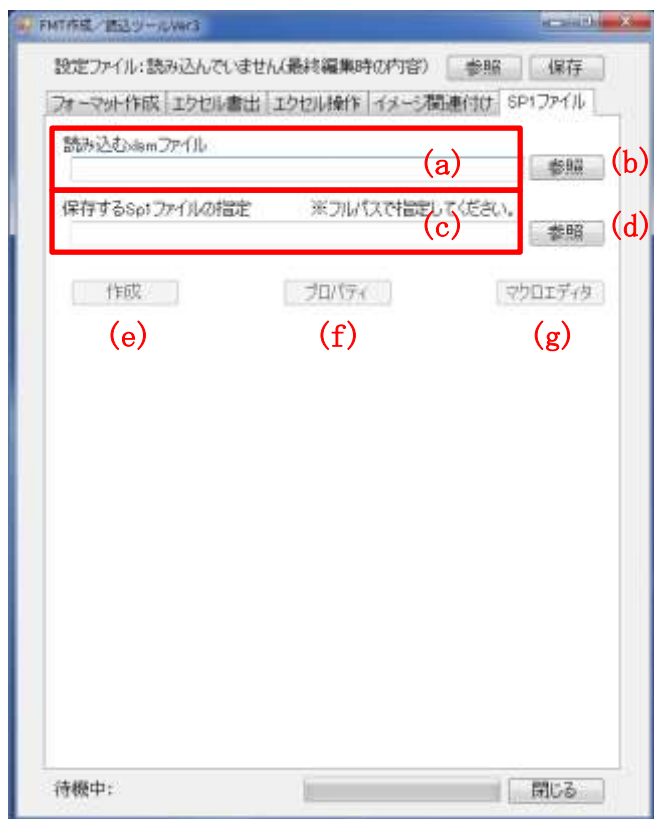 FMT作成／読込ツールVer3
設定ファイル:読み込んでいません(最終編集時の内容) 参照 保存
フォーマット作成 エクセル書出 エクセル操作 イメージ関連付け SP1ファイル
読み込むxlsmファイル
(a) 参照 (b)
保存するSp1ファイルの指定 ※フルパスで指定してください。
(c) 参照 (d)
作成 プロパティ マクロエディタ
(e) (f) (g)
待機中: 閉じる